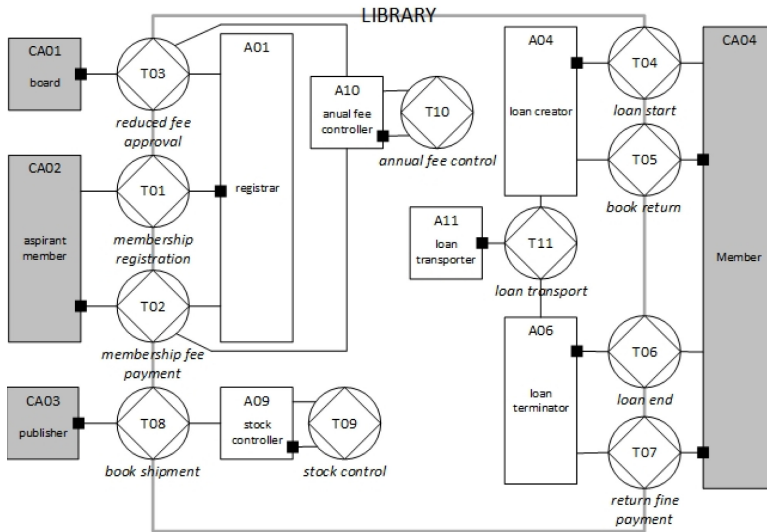 LIBRARY
CA01
board
T03
reduced fee
approval
A01
registrar
CA02
aspirant
member
T01
membership
registration
T02
membership fee
payment
CA03
publisher
T08
book shipment
A09
stock
controller
T09
stock control
A10
anual fee
controller
T10
annual fee control
A04
loan creator
T04
loan start
CA04
Member
T05
book return
A11
loan
transporter
T11
loan transport
A06
loan
terminator
T06
loan end
T07
return fine
payment